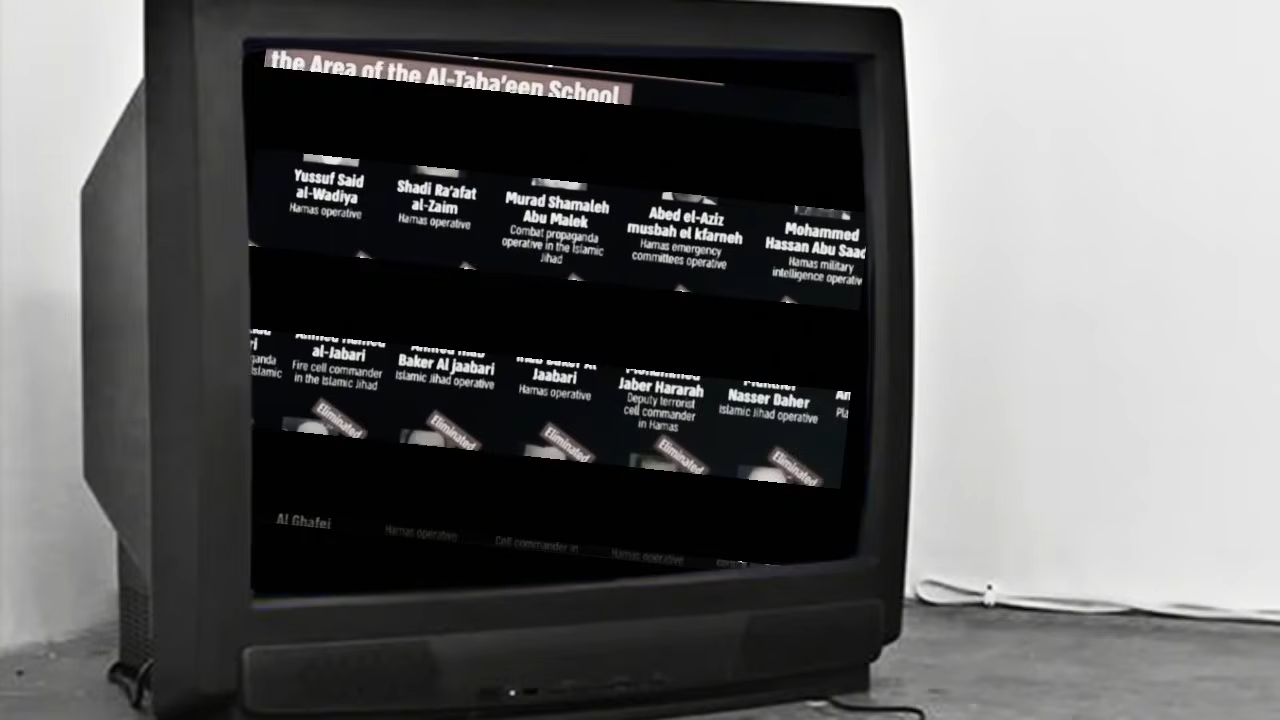 the Area of the Al-Taba'een School
Yussuf Said
al-Wadiya
Hamas operative
Shadi Ra'afat
al-Zaim
Hamas operative
Murad Shamaleh
Abu Malek
Combat propaganda
operative in the Islamic
Jihad
Abed el-Aziz
musbah el kfarneh
Hamas emergency
committees operative
Mohammed
Hassan Abu Saad
Hamas military
intelligence operativ
al-Jabari
Fire cell commander
in the Islamic Jihad
Baker Al jaabari
Islamic Jihad operative
Jaabari
Hamas operative
Mohammed
Jaber Hararah
Deputy terrorist
cell commander
in Hamas
Nasser Daher
Islamic Jihad operative
Eliminated
Eliminated
Eliminated
Eliminated
Eliminated
Al Ghafei
Hamas operative
Cell commander in
Hamas operative